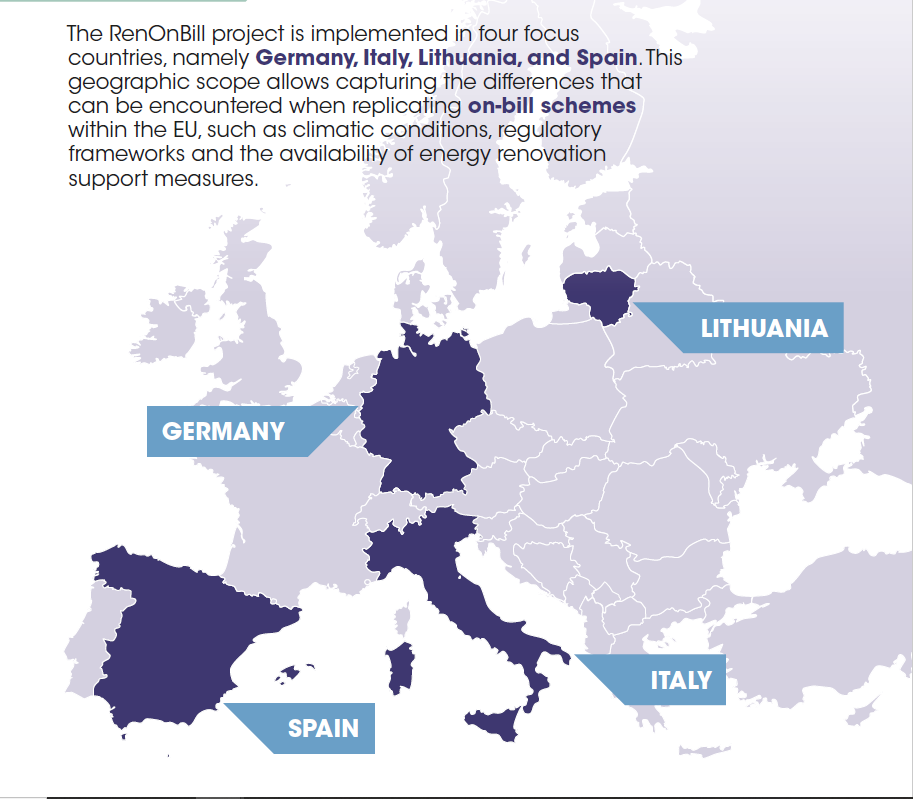 The RenOnBill project is implemented in four focus
countries, namely Germany, Italy, Lithuania, and Spain. This
geographic scope allows capturing the differences that
can be encountered when replicating on-bill schemes
within the EU, such as climatic conditions, regulatory
frameworks and the availability of energy renovation
support measures.
LITHUANIA
GERMANY
ITALY
SPAIN